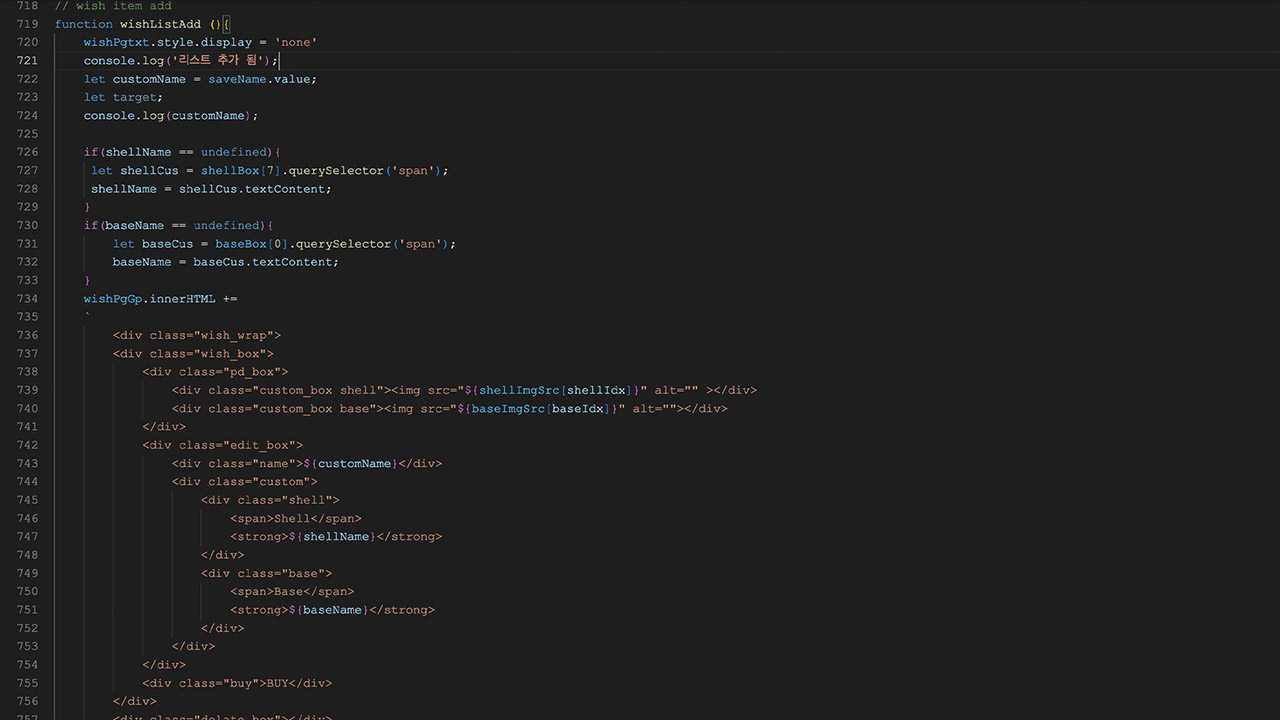 718 // wish item add
719 function wishListAdd (){
720 wishPgtxt.style.display = 'none'
721 console.log('리스트 추가 됨');
722 let customName = saveName.value;
723 let target;
724 console.log(customName);
725
726 if(shellName == undefined){
727 let shellCus = shellBox[7].querySelector('span');
728 shellName = shellCus.textContent;
729 }
730 if(baseName == undefined){
731 let baseCus = baseBox[0].querySelector('span');
732 baseName = baseCus.textContent;
733 }
734 wishPgGp.innerHTML +=
735 `
736 <div class="wish_wrap">
737 <div class="wish_box">
738 <div class="pd_box">
739 <div class="custom_box shell"><img src="${shellImgSrc[shellIdx]}" alt="" ></div>
740 <div class="custom_box base"><img src="${baseImgSrc[baseIdx]}" alt=""></div>
741 </div>
742 <div class="edit_box">
743 <div class="name">${customName}</div>
744 <div class="custom">
745 <div class="shell">
746 <span>Shell</span>
747 <strong>${shellName}</strong>
748 </div>
749 <div class="base">
750 <span>Base</span>
751 <strong>${baseName}</strong>
752 </div>
753 </div>
754 </div>
755 <div class="buy">BUY</div>
756 </div>
757 <div class="delate_box"></div>